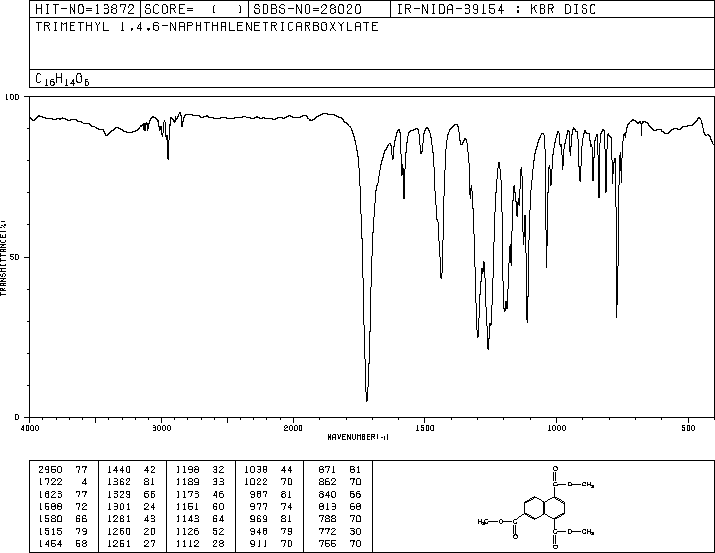 HIT-NO=13872 SCORE= ( ) SDBS-NO=28020 IR-NIDA-39154 : KBR DISC
TRIMETHYL 1,4,6-NAPHTHALENETRICARBOXYLATE
C16H14O6
100
50
0
TRANSMITTANCE(%)
4000 3000 2000 1500 1000 500
WAVENUMBER(-1)
2950 77 1440 42 1198 32 1038 44 871 81
1722 4 1362 81 1189 33 1022 70 862 70
1623 77 1329 66 1173 46 987 81 840 66
1588 72 1301 24 1151 60 977 74 813 68
1580 66 1281 43 1143 64 969 81 788 70
1515 79 1260 20 1126 52 948 79 772 30
1454 68 1251 27 1112 28 911 70 755 70
O
C—O—CH3
CH3—O—C
O
C—O—CH3
O